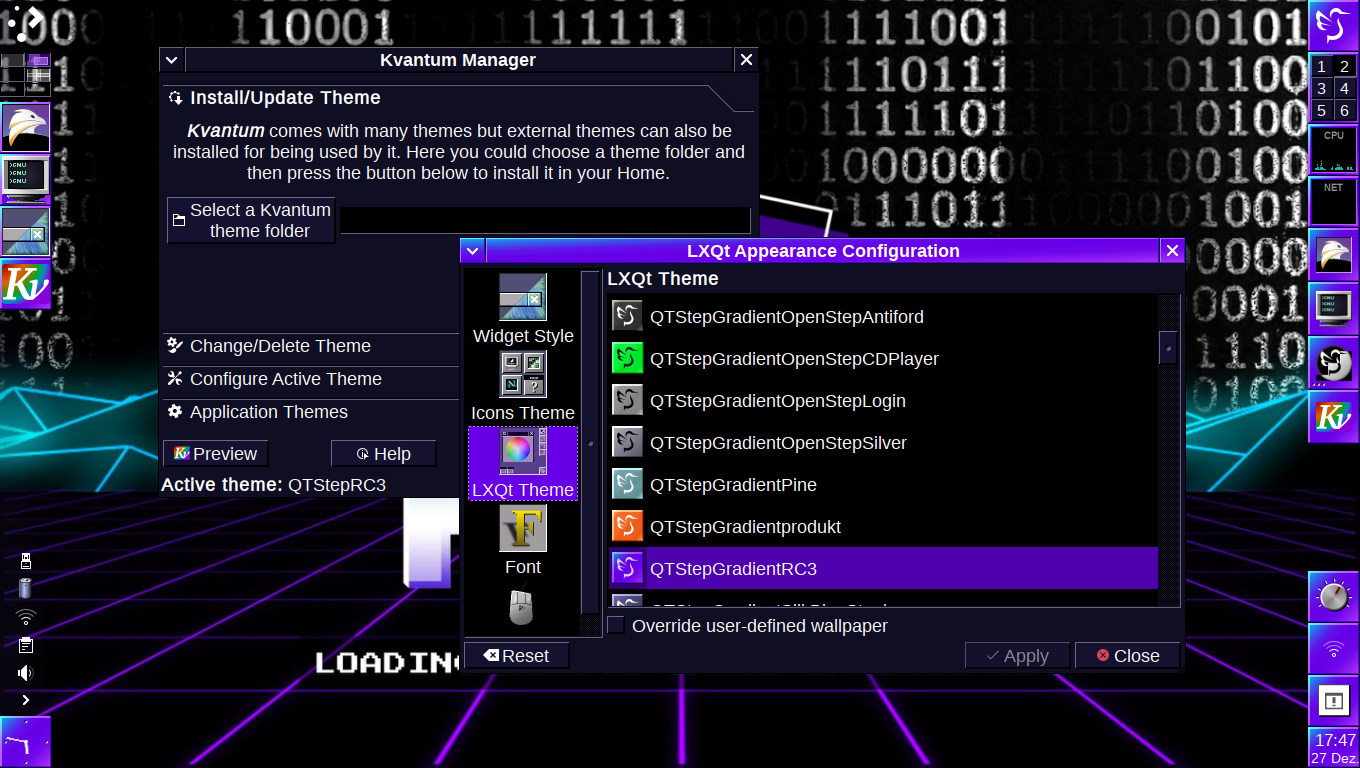 Kvantum Manager
Install/Update Theme
Kvantum comes with many themes but external themes can also be
installed for being used by it. Here you could choose a theme folder and
then press the button below to install it in your Home.
Select a Kvantum
theme folder
Change/Delete Theme
Configure Active Theme
Application Themes
Preview
Help
Active theme: QTStepRC3
LXQt Appearance Configuration
Widget Style
Icons Theme
LXQt Theme
Font
LXQt Theme
QTStepGradientOpenStepAntiford
QTStepGradientOpenStepCDPlayer
QTStepGradientOpenStepLogin
QTStepGradientOpenStepSilver
QTStepGradientPine
QTStepGradientprodukt
QTStepGradientRC3
Override user-defined wallpaper
Reset
Apply
Close
LOADING
1 2
3 4
5 6
CPU
NET
17:47
27 Dez.